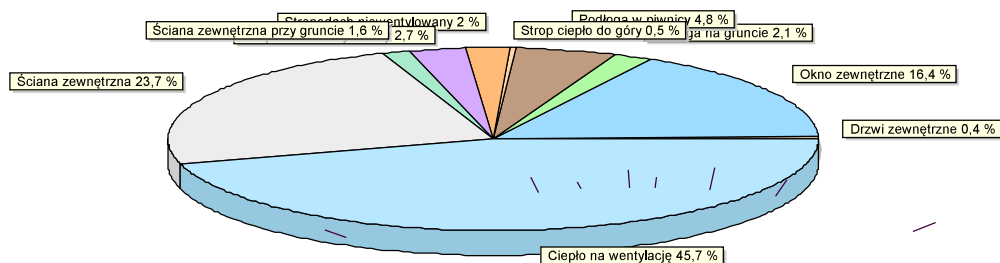 Stropodach niewentylowany 2 %
Podłoga w piwnicy 4,8 %
Ściana zewnętrzna przy gruncie 1,6 %
2,7 %
Strop ciepło do góry 0,5 %
na gruncie 2,1 %
Ściana zewnętrzna 23,7 %
Okno zewnętrzne 16,4 %
Drzwi zewnętrzne 0,4 %
Ciepło na wentylację 45,7 %